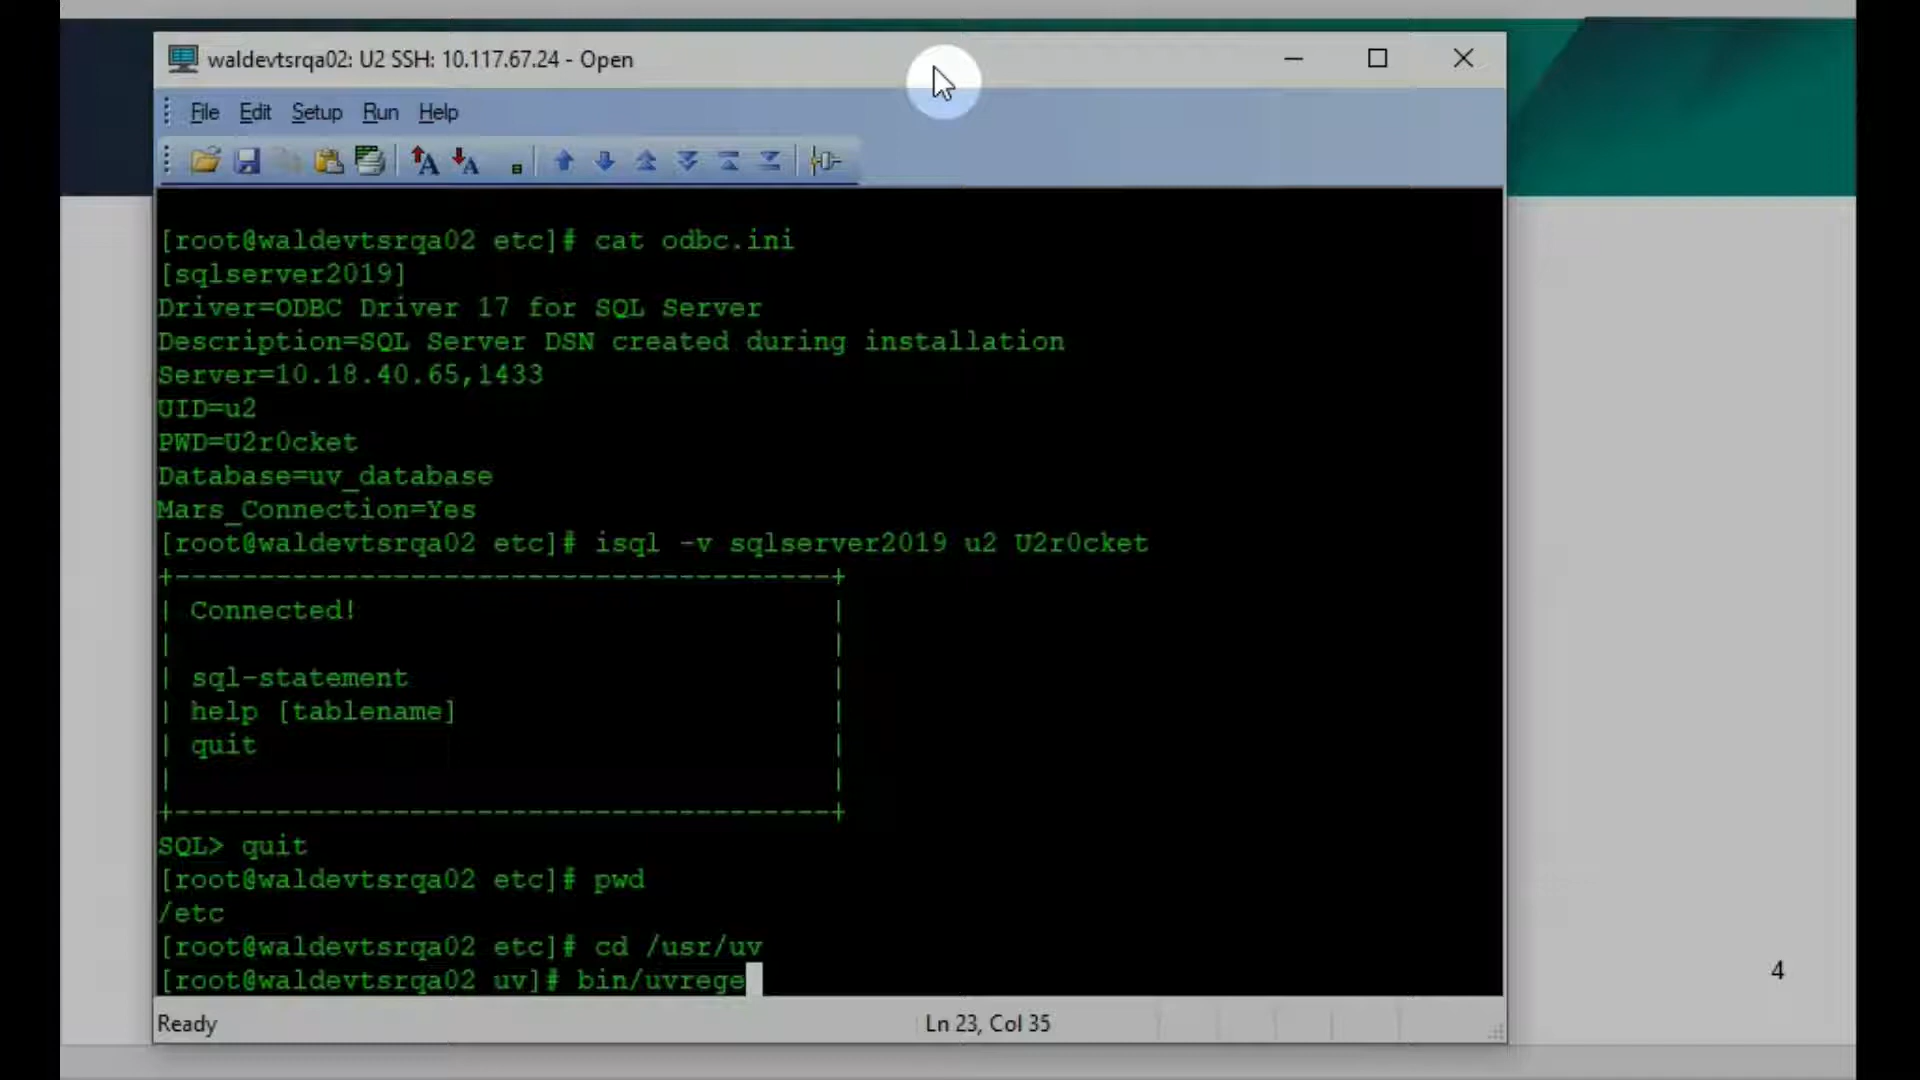 waldevtsrqa02: U2 SSH: 10.117.67.24 - Open
File Edit Setup Run Help
[root@waldevtsrqa02 etc]# cat odbc.ini
[sqlserver2019]
Driver=ODBC Driver 17 for SQL Server
Description=SQL Server DSN created during installation
Server=10.18.40.65,1433
UID=u2
PWD=U2r0cket
Database=uv_database
Mars_Connection=Yes
[root@waldevtsrqa02 etc]# isql -v sqlserver2019 u2 U2r0cket
+---------------------------------------+
| Connected!                            |
|                                       |
| sql-statement                         |
| help [tablename]                      |
| quit                                  |
|                                       |
+---------------------------------------+
SQL> quit
[root@waldevtsrqa02 etc]# pwd
/etc
[root@waldevtsrqa02 etc]# cd /usr/uv
[root@waldevtsrqa02 uv]# bin/uvrege
4
Ready Ln 23, Col 35